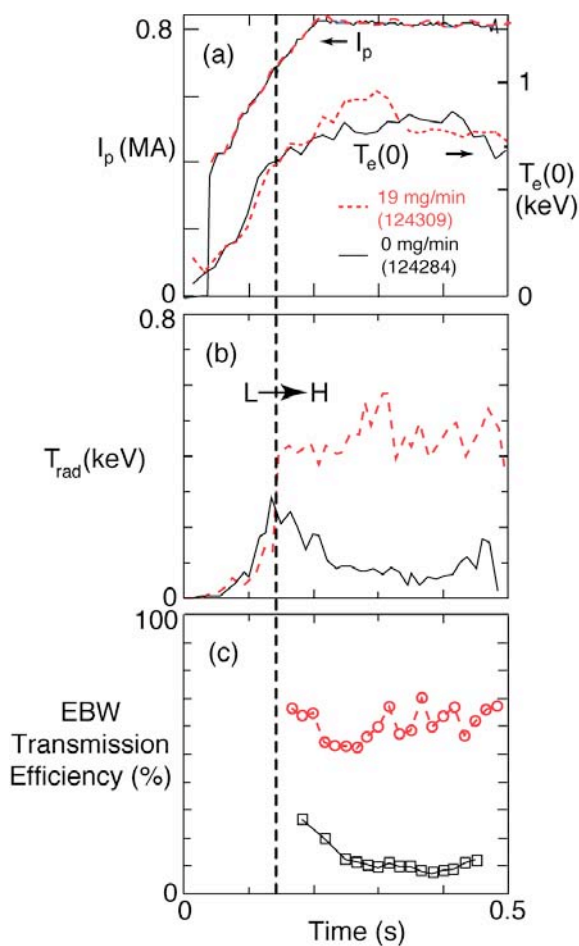 0.8
(a)
← I_p
1
I_p (MA)
T_e(0) →
T_e(0)
(keV)
19 mg/min
(124309)
0 mg/min
(124284)
0
0
0.8
(b)
L → H
T_rad(keV)
0
100
(c)
EBW
Transmission
Efficiency (%)
0
0
0.5
Time (s)